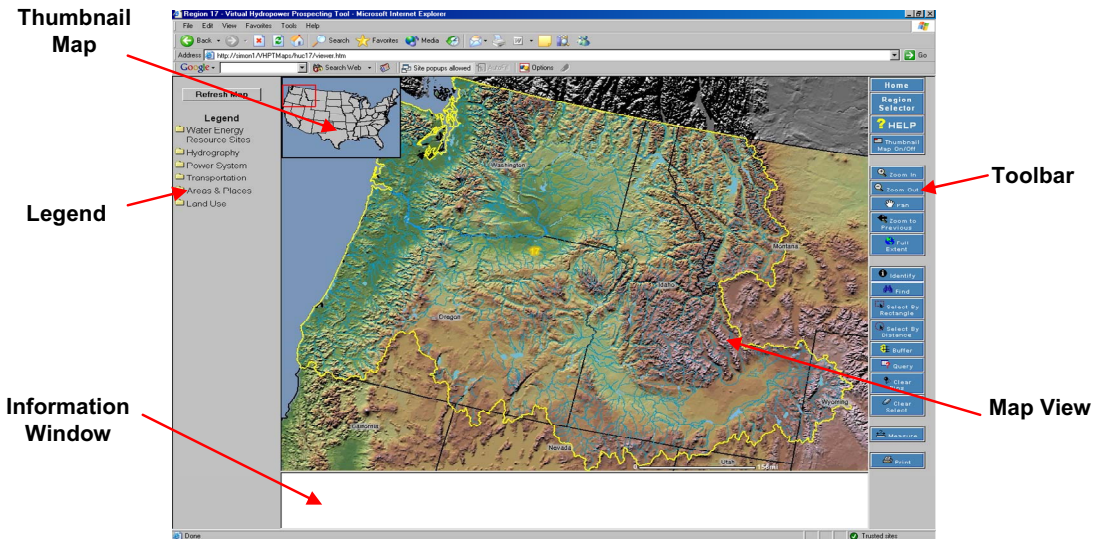 Thumbnail
Map
Legend
Information
Window
Toolbar
Map View
Region 17 - Virtual Hydropower Prospecting Tool - Microsoft Internet Explorer
File Edit View Favorites Tools Help
Back Search Favorites Media
Address http://simon1/VHPTMaps/huc17/viewer.htm Go
Google Search Web Site popups allowed AutoFill Options
Refresh Map
Legend
Water Energy
Resource Sites
Hydrography
Power System
Transportation
Areas & Places
Land Use
Washington
Montana
17
Idaho
Oregon
Wyoming
California
Nevada
Utah
0 156mi
Home
Region
Selector
? HELP
Thumbnail
Map On/Off
Zoom In
Zoom Out
Pan
Zoom to
Previous
Full
Extent
Identify
Find
Select By
Rectangle
Select By
Distance
Buffer
Query
Clear
Clear
Select
Measure
Print
Done
Trusted sites